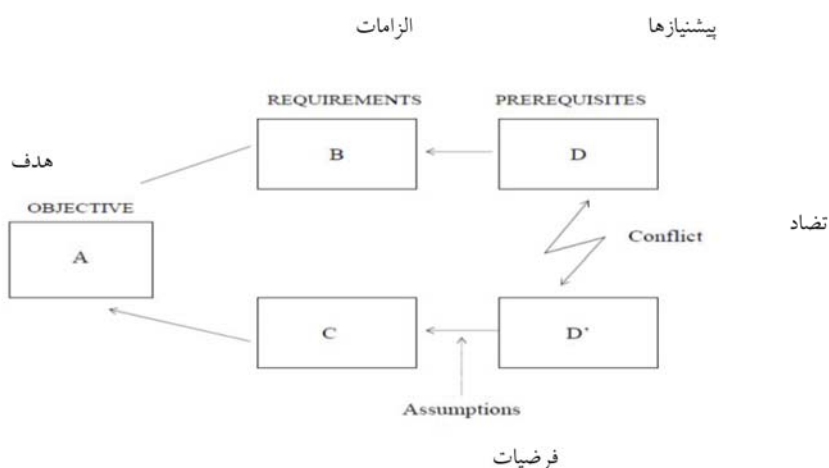 الزامات
پیشنیازها
REQUIREMENTS
PREREQUISITES
B
D
هدف
OBJECTIVE
A
Conflict
تضاد
C
D’
Assumptions
فرضیات